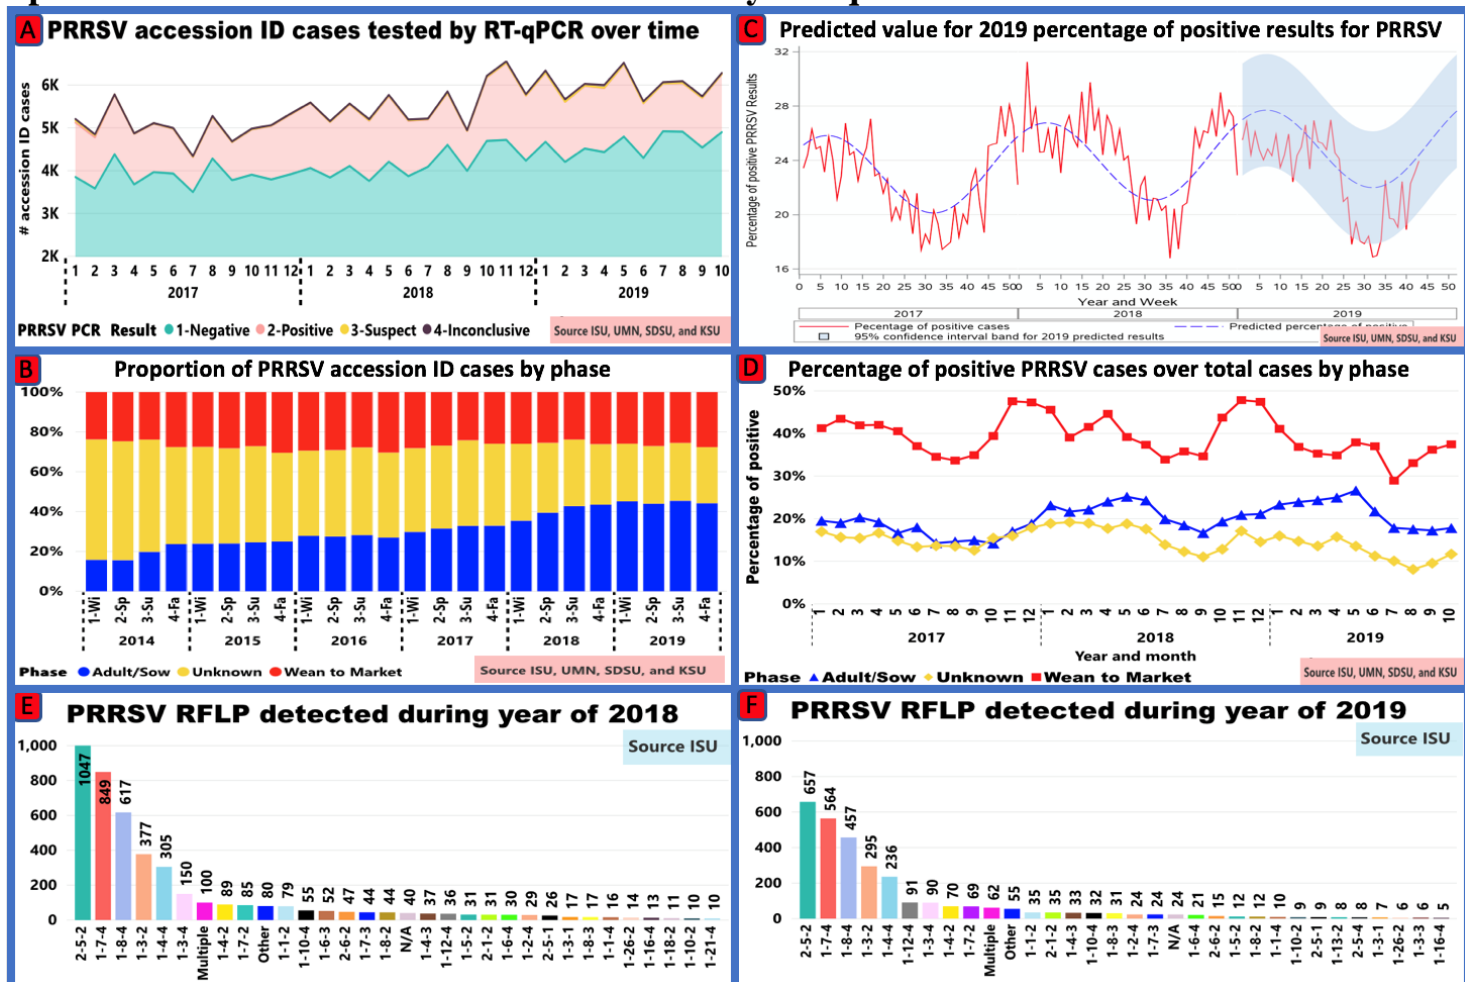 A PRRSV accession ID cases tested by RT-qPCR over time
# accession ID cases
6K
5K
4K
3K
2K
1 2 3 4 5 6 7 8 9 10 11 12 1 2 3 4 5 6 7 8 9 10 11 12 1 2 3 4 5 6 7 8 9 10
2017 2018 2019
PRRSV PCR Result 1-Negative 2-Positive 3-Suspect 4-Inconclusive
Source ISU, UMN, SDSU, and KSU
C Predicted value for 2019 percentage of positive results for PRRSV
Percentage of positive PRRSV Results
32
28
24
20
16
0 5 10 15 20 25 30 35 40 45 500 5 10 15 20 25 30 35 40 45 500 5 10 15 20 25 30 35 40 45 50
Year and Week
2017 2018 2019
Pecentage of positive cases Predicted percentage of positive
95% confidence interval band for 2019 predicted results
Source ISU, UMN, SDSU, and KSU
B Proportion of PRRSV accession ID cases by phase
100%
80%
60%
40%
20%
0%
1-Wi 2-Sp 3-Su 4-Fa 1-Wi 2-Sp 3-Su 4-Fa 1-Wi 2-Sp 3-Su 4-Fa 1-Wi 2-Sp 3-Su 4-Fa 1-Wi 2-Sp 3-Su 4-Fa 1-Wi 2-Sp 3-Su 4-Fa
2014 2015 2016 2017 2018 2019
Phase Adult/Sow Unknown Wean to Market
Source ISU, UMN, SDSU, and KSU
D Percentage of positive PRRSV cases over total cases by phase
Percentage of positive
50%
40%
30%
20%
10%
0%
1 2 3 4 5 6 7 8 9 10 11 12 1 2 3 4 5 6 7 8 9 10 11 12 1 2 3 4 5 6 7 8 9 10
2017 2018 2019
Year and month
Phase Adult/Sow Unknown Wean to Market
Source ISU, UMN, SDSU, and KSU
E PRRSV RFLP detected during year of 2018
Source ISU
1,000
800
600
400
200
0
1047 849 617 377 305 150 100 89 85 80 79 55 52 47 44 44 40 37 36 31 31 30 29 26 17 17 16 14 13 11 10 10
2-5-2 1-7-4 1-8-4 1-3-2 1-4-4 1-3-4 Multiple 1-4-2 1-7-2 Other 1-1-2 1-10-4 1-6-3 2-6-2 1-7-3 1-8-2 N/A 1-4-3 1-12-4 1-5-2 2-1-2 1-6-4 1-2-4 2-5-1 1-3-1 1-8-3 1-1-4 1-26-2 1-16-4 1-18-2 1-10-2 1-21-4
F PRRSV RFLP detected during year of 2019
Source ISU
1,000
800
600
400
200
0
657 564 457 295 236 91 90 70 69 62 55 35 35 33 32 31 24 24 24 21 15 12 12 10 9 9 8 8 7 6 6 5
2-5-2 1-7-4 1-8-4 1-3-2 1-4-4 1-12-4 1-3-4 1-4-2 1-7-2 Multiple Other 1-1-2 2-1-2 1-4-3 1-10-4 1-8-3 1-2-4 1-7-3 N/A 1-6-4 2-6-2 1-5-2 1-8-2 1-1-4 1-10-2 2-5-1 1-13-2 2-5-4 1-3-1 1-26-2 1-6-3 1-16-4